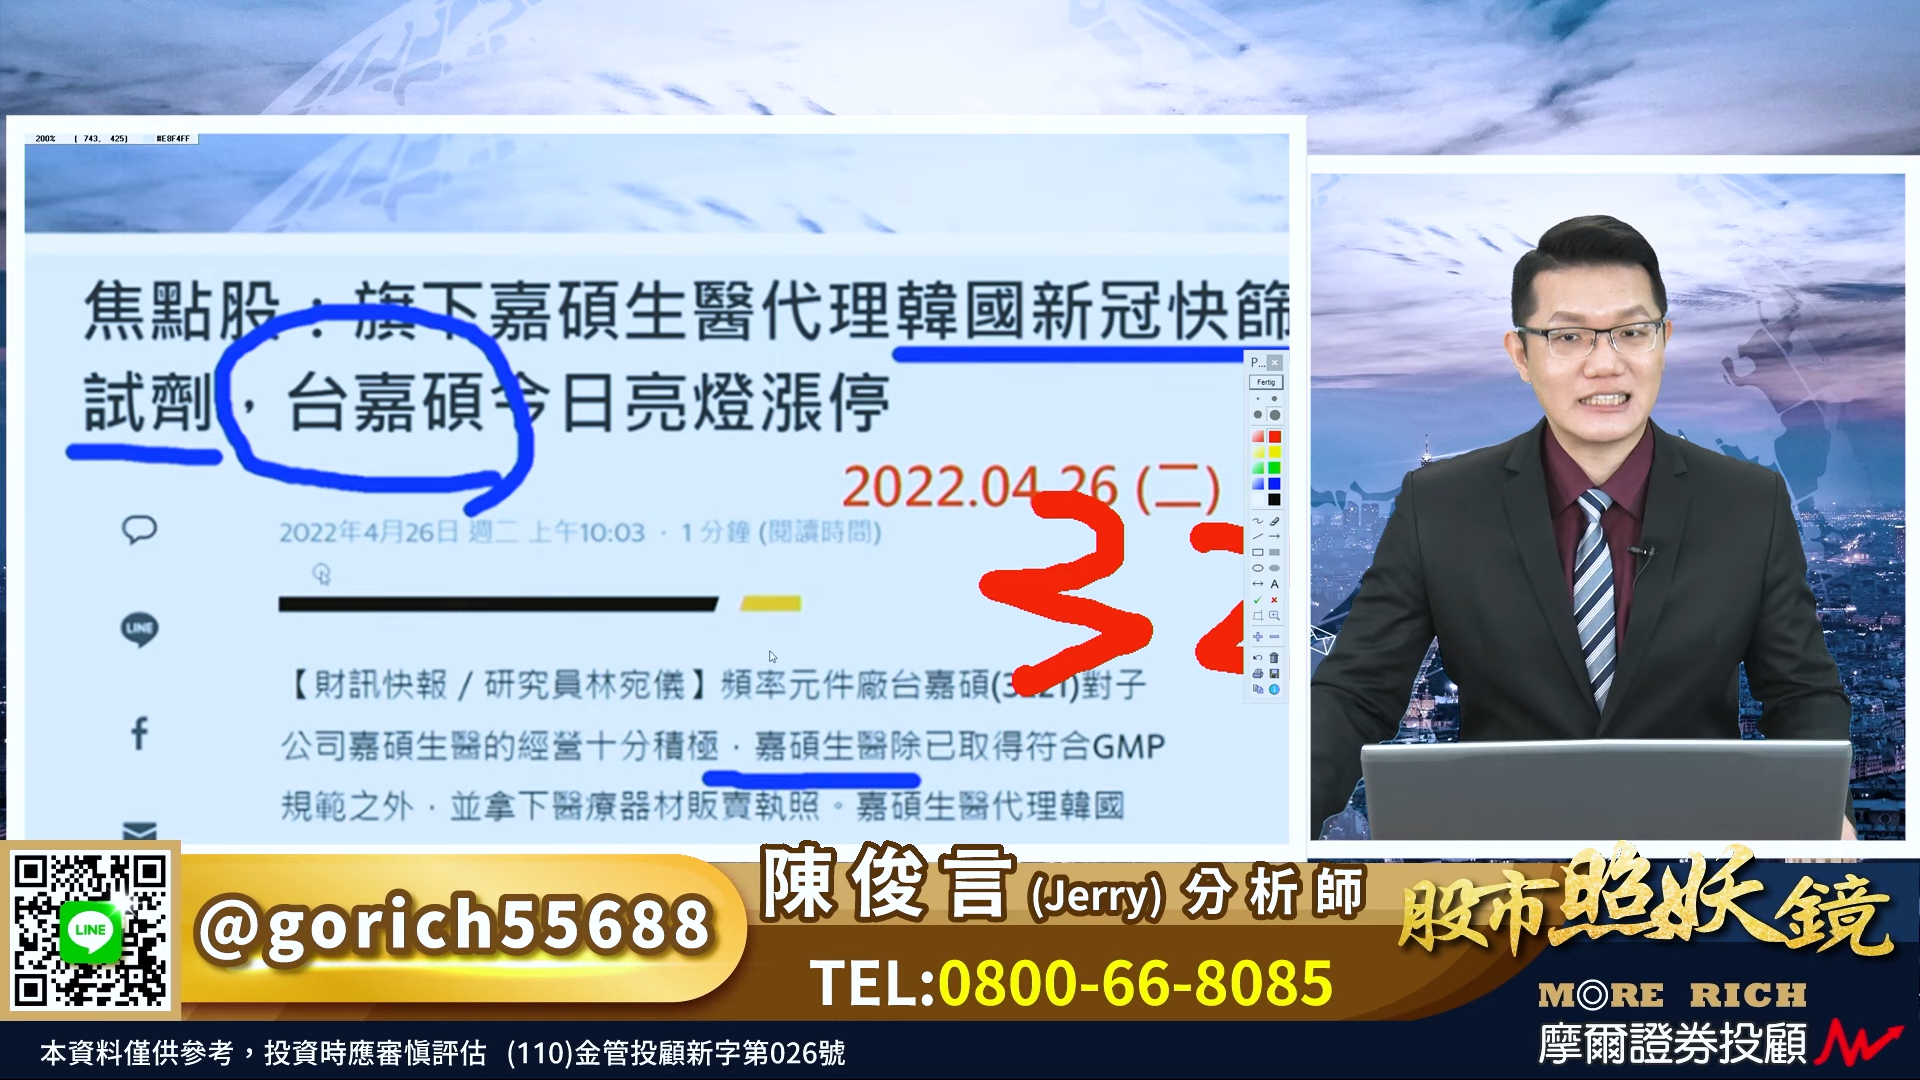 200% ( 743, 425) #E8F4FF
焦點股：旗下嘉碩生醫代理韓國新冠快篩
試劑，台嘉碩今日亮燈漲停
2022.04.26 (二)
2022年4月26日 週二 上午10:03 · 1 分鐘 (閱讀時間)
32
P...
Fertig
A
LINE
【財訊快報／研究員林宛儀】頻率元件廠台嘉碩(3221)對子
公司嘉碩生醫的經營十分積極，嘉碩生醫除已取得符合GMP
規範之外，並拿下醫療器材販賣執照。嘉碩生醫代理韓國
LINE
@gorich55688
陳俊言 (Jerry) 分析師
TEL:0800-66-8085
股市照妖鏡
MORE RICH
摩爾證券投顧
本資料僅供參考，投資時應審慎評估 (110)金管投顧新字第026號